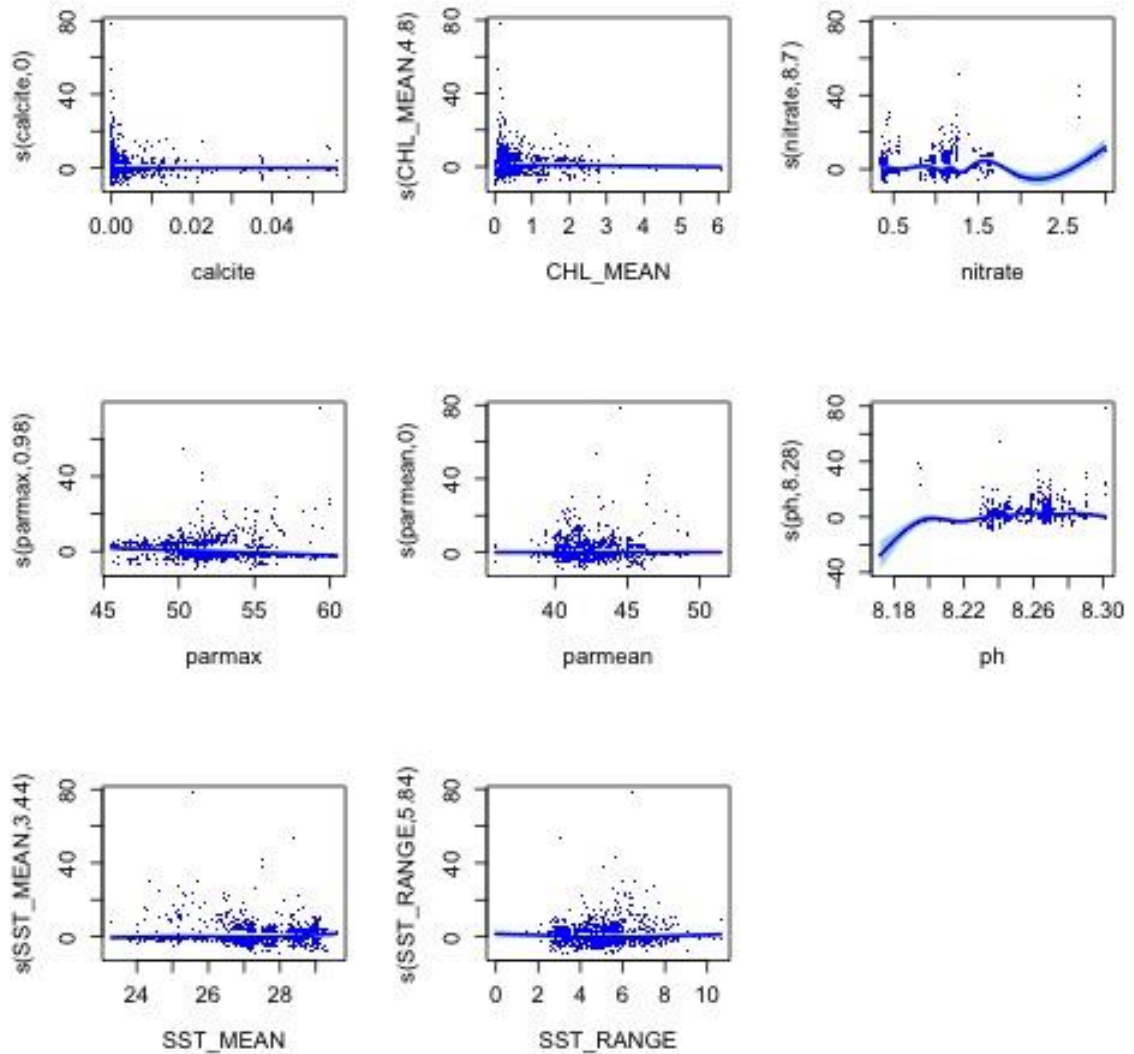 s(calcite,0)
80
40
0
0.00 0.02 0.04
calcite
s(CHL_MEAN,4.8)
80
40
0
0 1 2 3 4 5 6
CHL_MEAN
s(nitrate,8.7)
80
40
0
0.5 1.5 2.5
nitrate
s(parmax,0.98)
40
0
45 50 55 60
parmax
s(parmean,0)
80
40
0
40 45 50
parmean
s(ph,8.28)
80
40
0
-40
8.18 8.22 8.26 8.30
ph
s(SST_MEAN,3.44)
80
40
0
24 26 28
SST_MEAN
s(SST_RANGE,5.84)
80
40
0
0 2 4 6 8 10
SST_RANGE